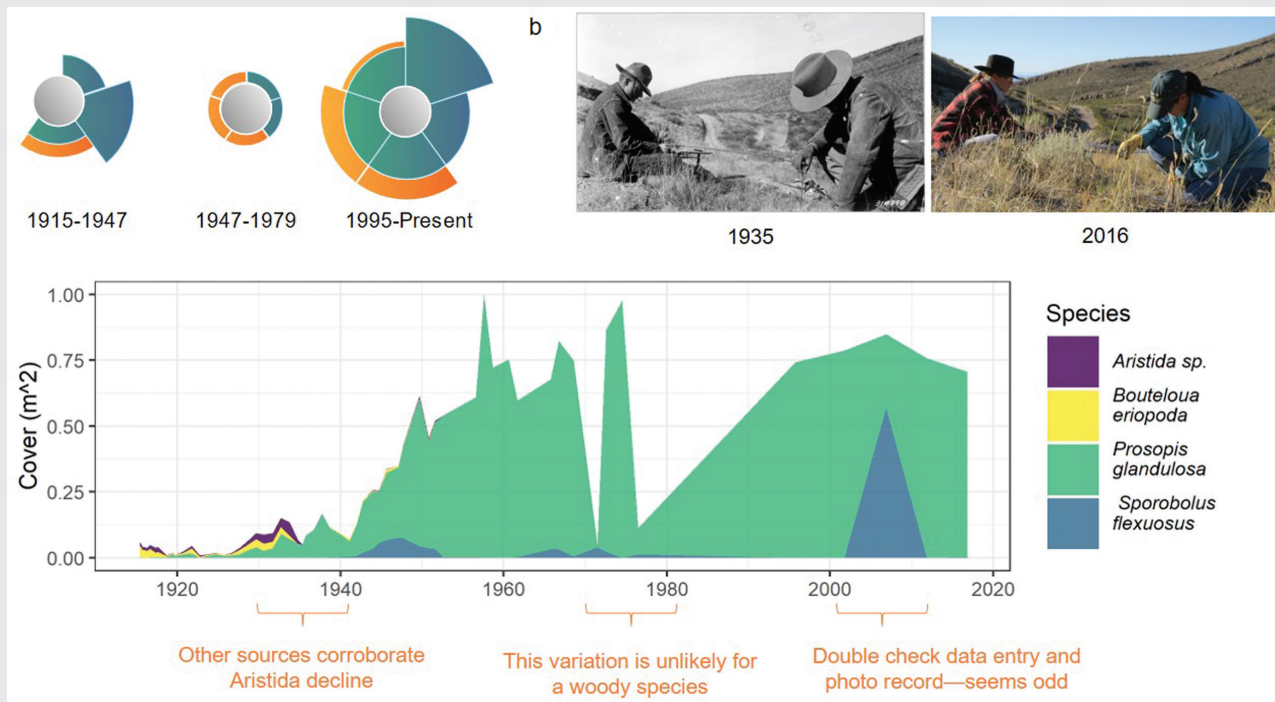 b
1915-1947
1947-1979
1995-Present
1935
2016
1.00
0.75
0.50
0.25
0.00
Cover (m^2)
1920
1940
1960
1980
2000
2020
Species
Aristida sp.
Bouteloua
eriopoda
Prosopis
glandulosa
Sporobolus
flexuosus
Other sources corroborate
Aristida decline
This variation is unlikely for
a woody species
Double check data entry and
photo record—seems odd